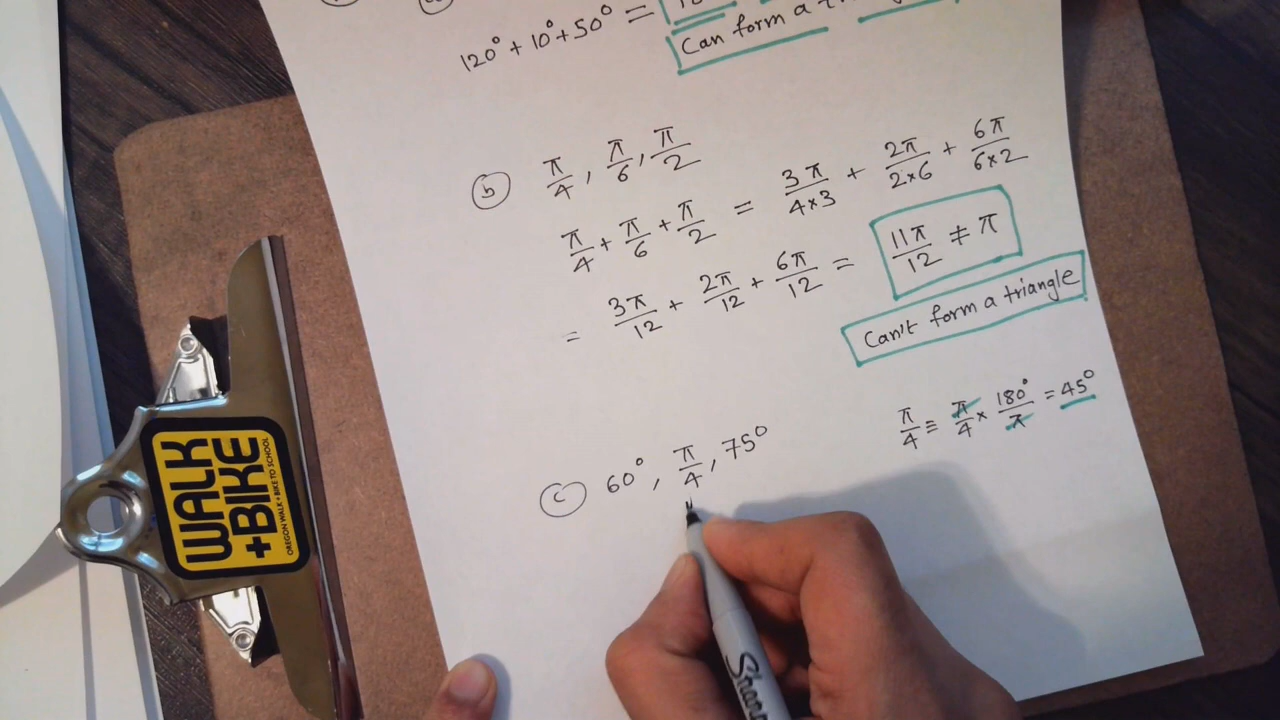 120° + 10° + 50° =
Can form a
b π/4 , π/6 , π/2
π/4 + π/6 + π/2 = 3π/4×3 + 2π/2×6 + 6π/6×2
= 3π/12 + 2π/12 + 6π/12 = 11π/12 ≠ π
Can't form a triangle
π/4 ≡ π/4 × 180°/π = 45°
c 60° , π/4 , 75°
WALK
+BIKE
OREGON WALK + BIKE TO SCHOOL